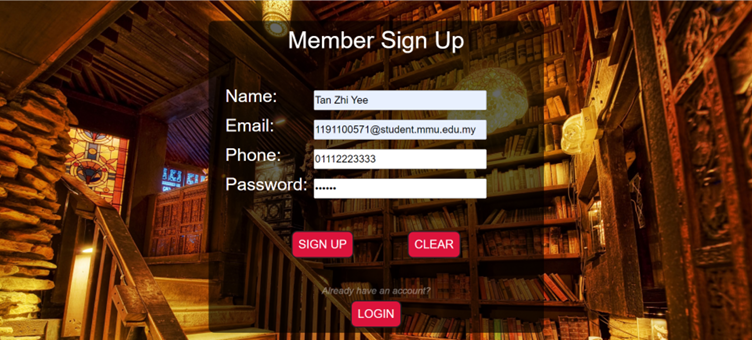 Member Sign Up
Name: Tan Zhi Yee
Email: 1191100571@student.mmu.edu.my
Phone: 01112223333
Password: ••••••
SIGN UP CLEAR
Already have an account?
LOGIN